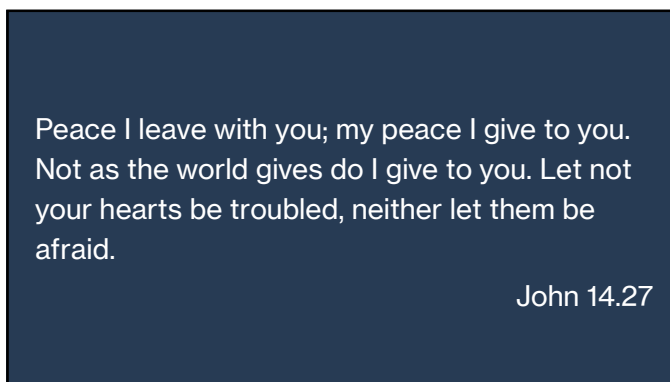 Peace I leave with you; my peace I give to you.
Not as the world gives do I give to you. Let not
your hearts be troubled, neither let them be
afraid.
John 14.27